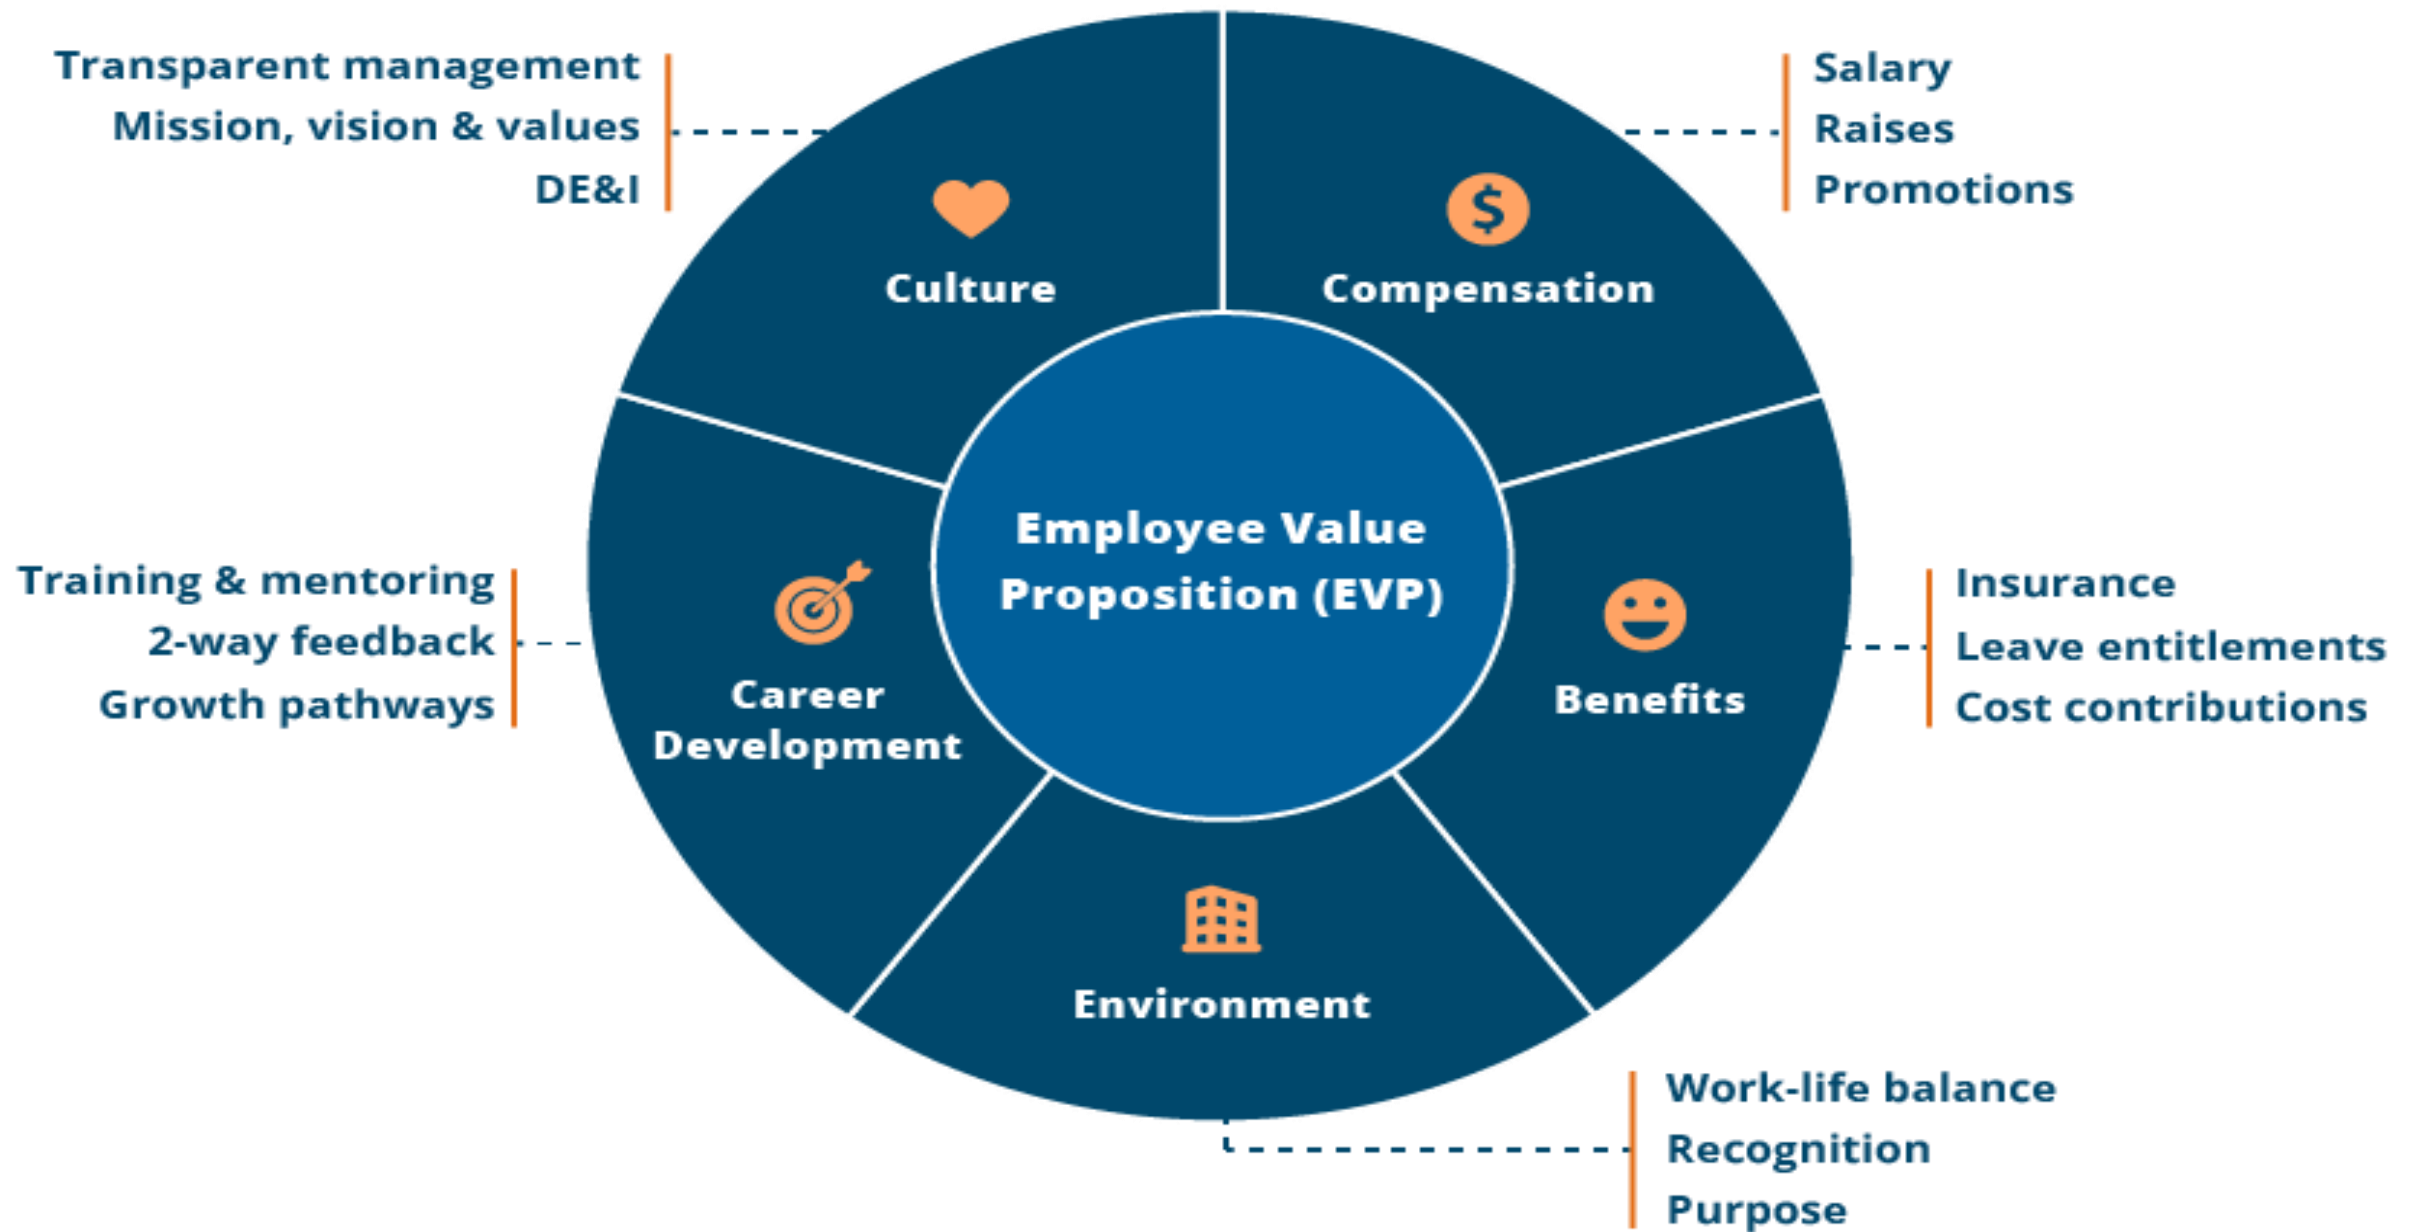 Transparent management
Mission, vision & values
DE&I
Salary
Raises
Promotions
Culture
Compensation
Employee Value
Proposition (EVP)
Training & mentoring
2-way feedback
Growth pathways
Career
Development
Benefits
Insurance
Leave entitlements
Cost contributions
$
Environment
Work-life balance
Recognition
Purpose